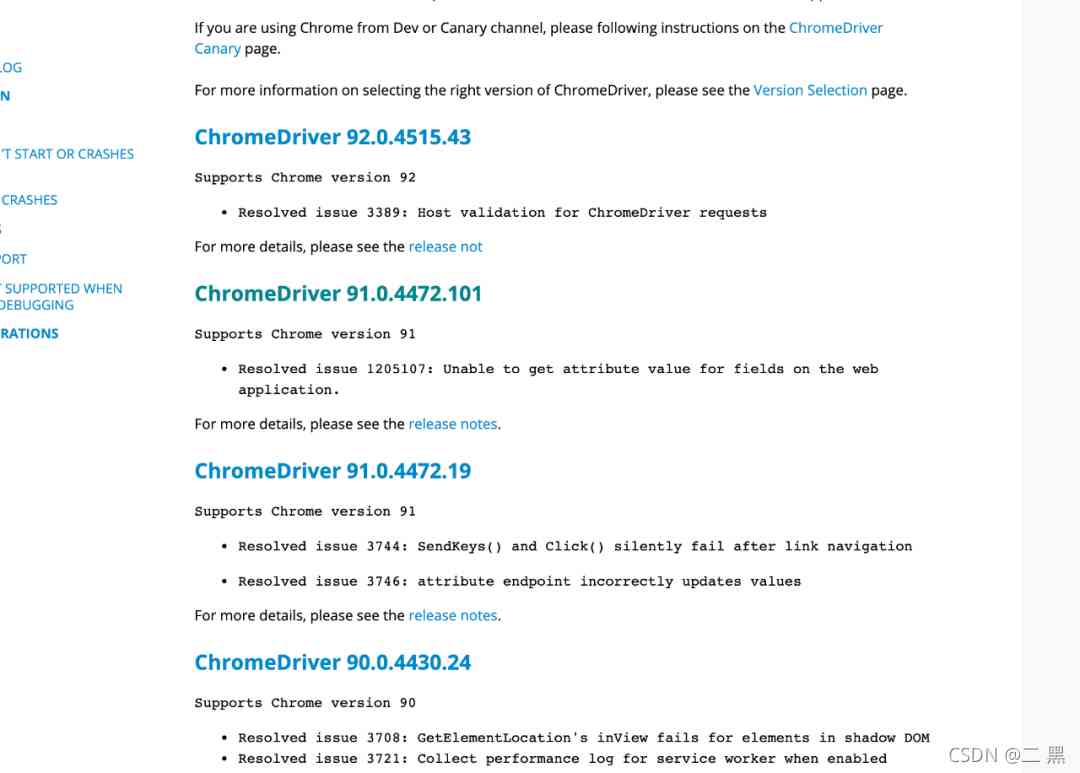 If you are using Chrome from Dev or Canary channel, please following instructions on the ChromeDriver
Canary page.
For more information on selecting the right version of ChromeDriver, please see the Version Selection page.
LOG
N
'T START OR CRASHES
CRASHES
S
PORT
T SUPPORTED WHEN
DEBUGGING
RATIONS
ChromeDriver 92.0.4515.43
Supports Chrome version 92
• Resolved issue 3389: Host validation for ChromeDriver requests
For more details, please see the release not
ChromeDriver 91.0.4472.101
Supports Chrome version 91
• Resolved issue 1205107: Unable to get attribute value for fields on the web
application.
For more details, please see the release notes.
ChromeDriver 91.0.4472.19
Supports Chrome version 91
• Resolved issue 3744: SendKeys() and Click() silently fail after link navigation
• Resolved issue 3746: attribute endpoint incorrectly updates values
For more details, please see the release notes.
ChromeDriver 90.0.4430.24
Supports Chrome version 90
• Resolved issue 3708: GetElementLocation's inView fails for elements in shadow DOM
• Resolved issue 3721: Collect performance log for service worker when enabled
CSDN @二 黑